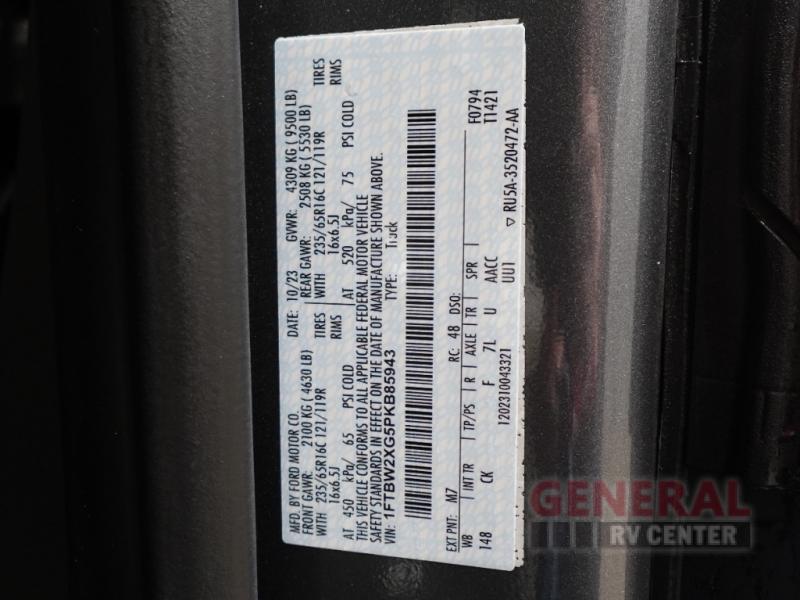 MFD. BY FORD MOTOR CO. DATE: 10/23 GVWR: 4309 KG ( 9500 LB)
FRONT GAWR: 2100 KG ( 4630 LB) REAR GAWR: 2508 KG ( 5530 LB)
WITH 235/65R16C 121/119R TIRES WITH 235/65R16C 121/119R TIRES
16x6.5J RIMS 16x6.5J RIMS
AT 450 kPa/ 65 PSI COLD AT 520 kPa/ 75 PSI COLD
THIS VEHICLE CONFORMS TO ALL APPLICABLE FEDERAL MOTOR VEHICLE
SAFETY STANDARDS IN EFFECT ON THE DATE OF MANUFACTURE SHOWN ABOVE.
VIN: 1FTBW2XG5PKB85943 TYPE: Truck
EXT PNT: M7 RC: 48 DSO: F0794
WB INT TR TP/PS R AXLE TR SPR T1421
148 CK F 7L U AACC
1202310043321 UU1
▽ RU5A-3520472-AA
GENERAL
RV CENTER